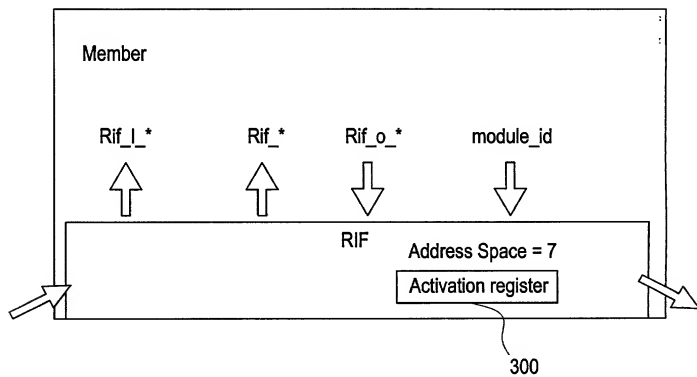 Member
Rif_I_* Rif_* Rif_o_* module_id
RIF
Address Space = 7
Activation register
300